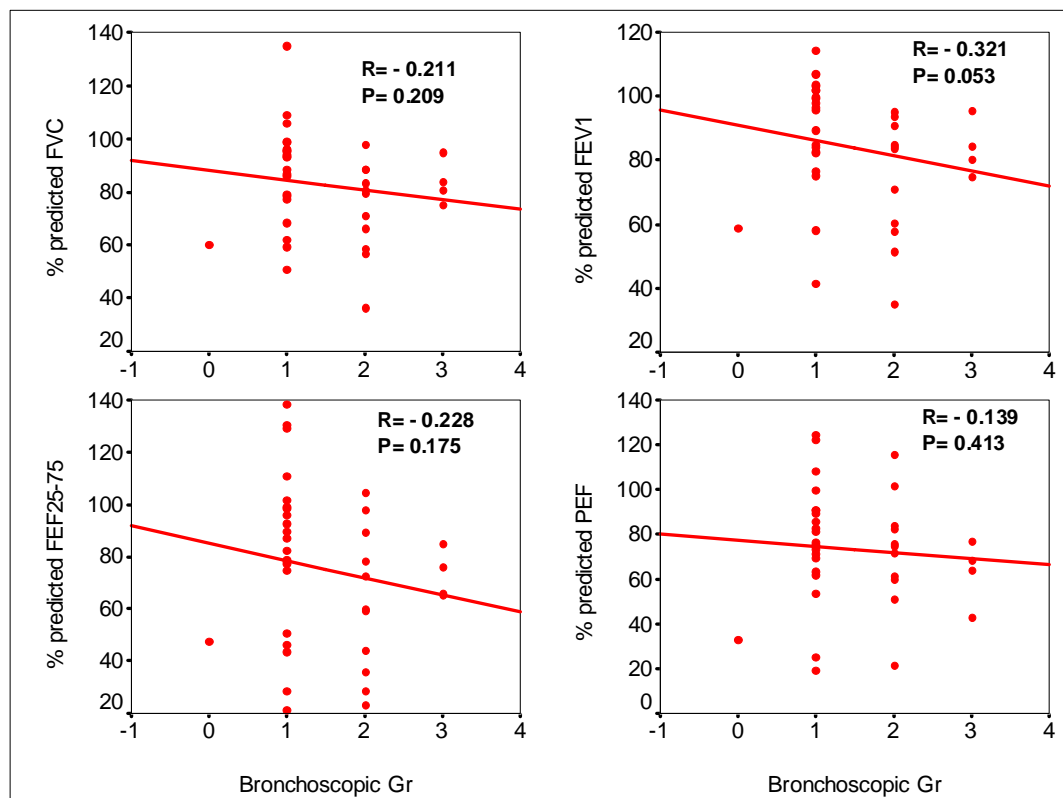 140
120
100
80
60
40
20
% predicted FVC
R= - 0.211
P= 0.209
-1 0 1 2 3 4
120
100
80
60
40
20
% predicted FEV1
R= - 0.321
P= 0.053
-1 0 1 2 3 4
140
120
100
80
60
40
20
% predicted FEF25-75
R= - 0.228
P= 0.175
-1 0 1 2 3 4
Bronchoscopic Gr
140
120
100
80
60
40
20
0
% predicted PEF
R= - 0.139
P= 0.413
-1 0 1 2 3 4
Bronchoscopic Gr